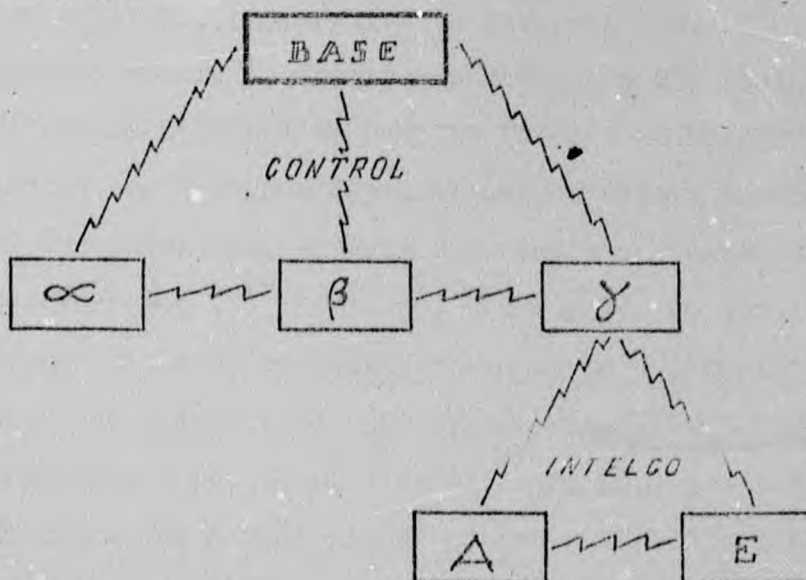 BASE
CONTROL
∝ β γ
INTELCO
A E